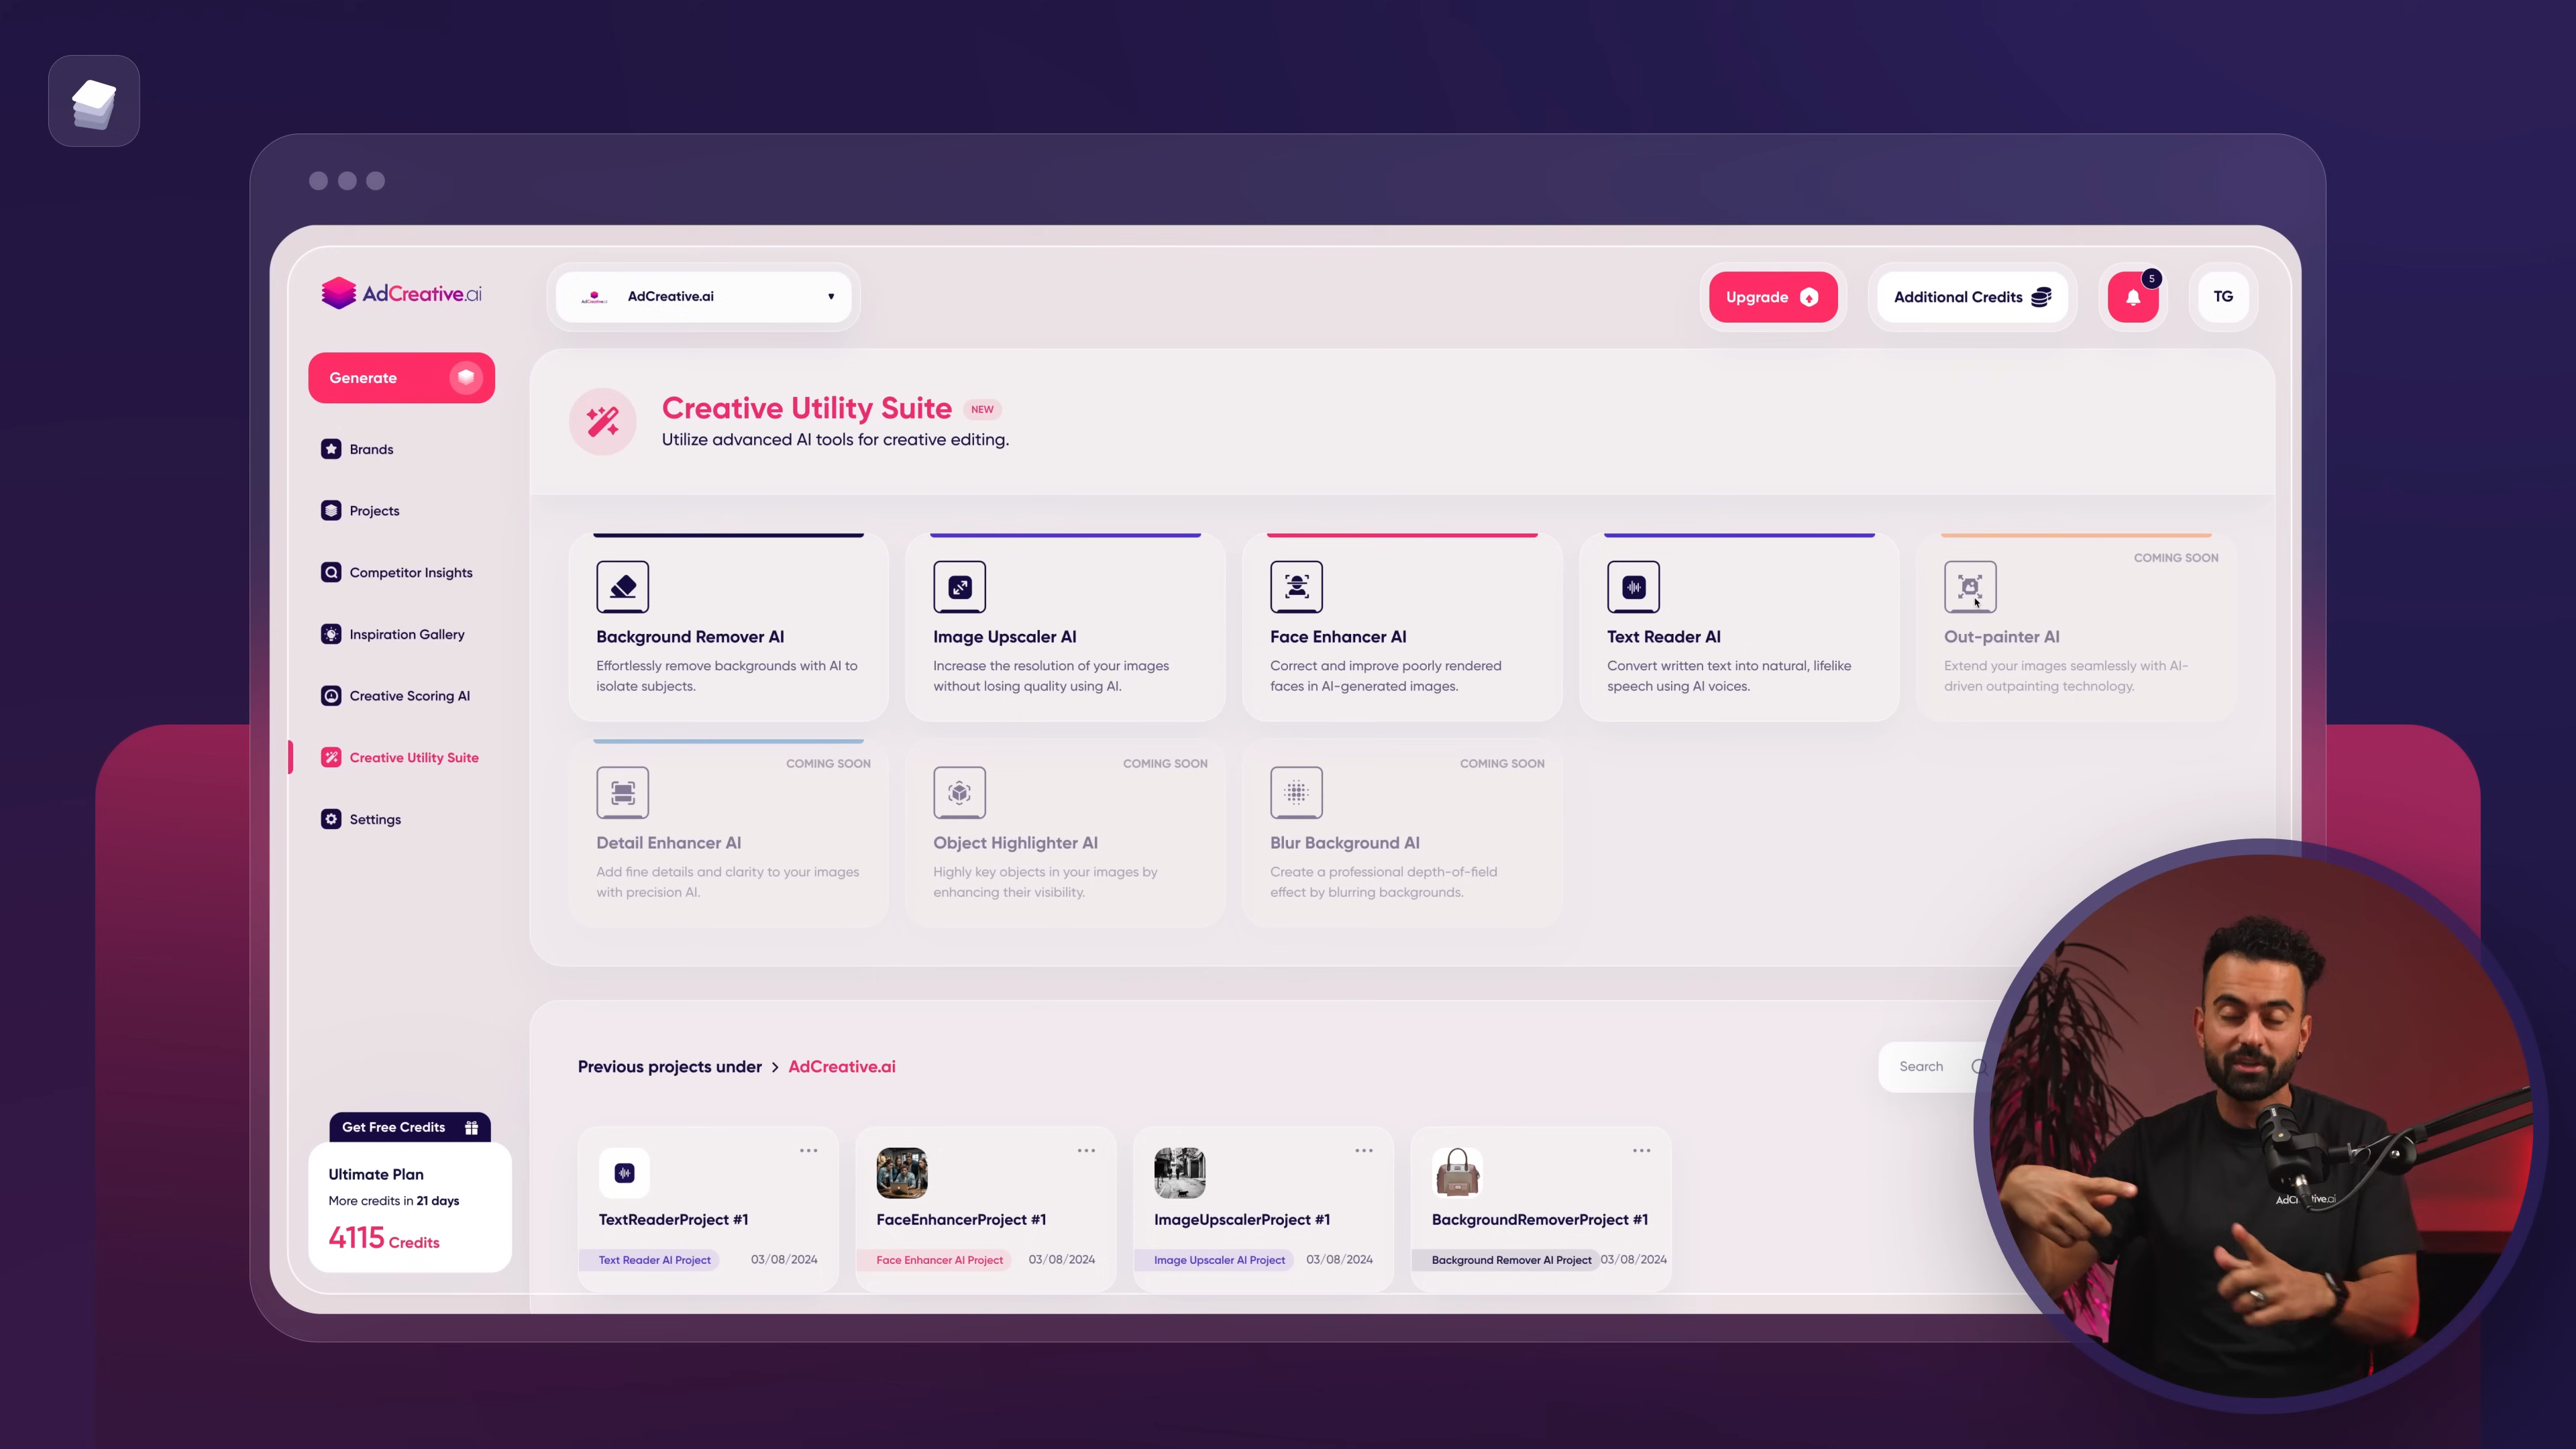 AdCreative.ai
AdCreative.ai
Upgrade
Additional Credits
5
TG
Generate
Brands
Projects
Competitor Insights
Inspiration Gallery
Creative Scoring AI
Creative Utility Suite
Settings
Get Free Credits
Ultimate Plan
More credits in 21 days
4115 Credits
Creative Utility Suite NEW
Utilize advanced AI tools for creative editing.
Background Remover AI
Effortlessly remove backgrounds with AI to
isolate subjects.
Image Upscaler AI
Increase the resolution of your images
without losing quality using AI.
Face Enhancer AI
Correct and improve poorly rendered
faces in AI-generated images.
Text Reader AI
Convert written text into natural, lifelike
speech using AI voices.
COMING SOON
Out-painter AI
Extend your images seamlessly with AI-
driven outpainting technology.
COMING SOON
Detail Enhancer AI
Add fine details and clarity to your images
with precision AI.
COMING SOON
Object Highlighter AI
Highly key objects in your images by
enhancing their visibility.
COMING SOON
Blur Background AI
Create a professional depth-of-field
effect by blurring backgrounds.
Previous projects under > AdCreative.ai
Search
TextReaderProject #1
Text Reader AI Project 03/08/2024
FaceEnhancerProject #1
Face Enhancer AI Project 03/08/2024
ImageUpscalerProject #1
Image Upscaler AI Project 03/08/2024
BackgroundRemoverProject #1
Background Remover AI Project 03/08/2024